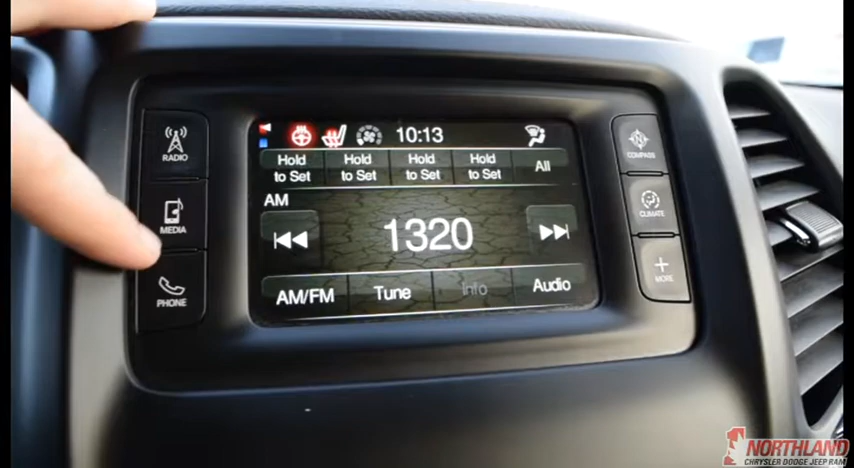 10:13
Hold to Set
Hold to Set
Hold to Set
Hold to Set
All
AM
1320
AM/FM
Tune
Info
Audio
RADIO
MEDIA
PHONE
COMPASS
CLIMATE
MORE
NORTHLAND
CHRYSLER DODGE JEEP RAM